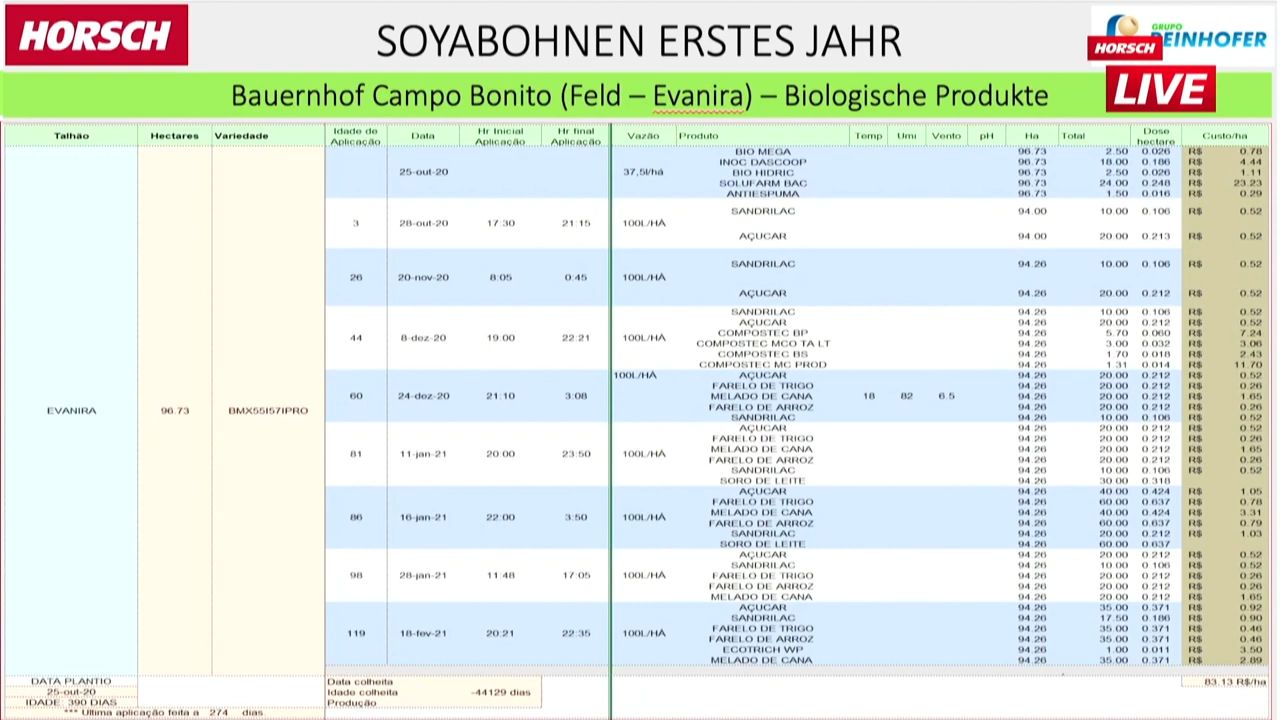 HORSCH
SOYABOHNEN ERSTES JAHR
GRUPO
REINHOFER
HORSCH
LIVE
Bauernhof Campo Bonito (Feld – Evanira) – Biologische Produkte
Talhão Hectares Variedade Idade de Aplicação Data Hr Inicial Aplicação Hr final Aplicação Vazão Produto Temp Umi Vento pH Ha Total Dose hectare Custo/ha
BIO MEGA 96.73 2.50 0.026 R$ 0.78
INOC DASCOOP 96.73 18.00 0.186 R$ 4.44
25-out-20 37,5l/há BIO HIDRIC 96.73 2.50 0.026 R$ 1.11
SOLUFARM BAC 96.73 24.00 0.248 R$ 23.23
ANTIESPUMA 96.73 1.50 0.016 R$ 0.29
SANDRILAC 94.00 10.00 0.106 R$ 0.52
3 28-out-20 17:30 21:15 100L/HÁ
AÇUCAR 94.00 20.00 0.213 R$ 0.52
SANDRILAC 94.26 10.00 0.106 R$ 0.52
26 20-nov-20 8:05 0:45 100L/HÁ
AÇUCAR 94.26 20.00 0.212 R$ 0.52
SANDRILAC 94.26 10.00 0.106 R$ 0.52
AÇUCAR 94.26 20.00 0.212 R$ 0.52
COMPOSTEC BP 94.26 5.70 0.060 R$ 7.24
44 8-dez-20 19:00 22:21 100L/HÁ
COMPOSTEC MCO TA LT 94.26 3.00 0.032 R$ 3.06
COMPOSTEC BS 94.26 1.70 0.018 R$ 2.43
COMPOSTEC MC PROD 94.26 1.31 0.014 R$ 11.70
100L/HÁ AÇUCAR 94.26 20.00 0.212 R$ 0.52
FARELO DE TRIGO 94.26 20.00 0.212 R$ 0.26
60 24-dez-20 21:10 3:08 MELADO DE CANA 18 82 6.5 94.26 20.00 0.212 R$ 1.65
FARELO DE ARROZ 94.26 20.00 0.212 R$ 0.26
EVANIRA 96.73 BMX55I57IPRO
SANDRILAC 94.26 10.00 0.106 R$ 0.52
AÇUCAR 94.26 20.00 0.212 R$ 0.52
FARELO DE TRIGO 94.26 20.00 0.212 R$ 0.26
MELADO DE CANA 94.26 20.00 0.212 R$ 1.65
81 11-jan-21 20:00 23:50 100L/HÁ
FARELO DE ARROZ 94.26 20.00 0.212 R$ 0.26
SANDRILAC 94.26 10.00 0.106 R$ 0.52
SORO DE LEITE 94.26 30.00 0.318
AÇUCAR 94.26 40.00 0.424 R$ 1.05
FARELO DE TRIGO 94.26 60.00 0.637 R$ 0.78
MELADO DE CANA 94.26 40.00 0.424 R$ 3.31
86 16-jan-21 22:00 3:50 100L/HÁ
FARELO DE ARROZ 94.26 60.00 0.637 R$ 0.79
SANDRILAC 94.26 20.00 0.212 R$ 1.03
SORO DE LEITE 94.26 60.00 0.637
AÇUCAR 94.26 20.00 0.212 R$ 0.52
SANDRILAC 94.26 10.00 0.106 R$ 0.52
98 28-jan-21 11:48 17:05 100L/HÁ FARELO DE TRIGO 94.26 20.00 0.212 R$ 0.26
FARELO DE ARROZ 94.26 20.00 0.212 R$ 0.26
MELADO DE CANA 94.26 20.00 0.212 R$ 1.65
AÇUCAR 94.26 35.00 0.371 R$ 0.92
SANDRILAC 94.26 17.50 0.186 R$ 0.90
FARELO DE TRIGO 94.26 35.00 0.371 R$ 0.46
119 18-fev-21 20:21 22:35 100L/HÁ
FARELO DE ARROZ 94.26 35.00 0.371 R$ 0.46
ECOTRICH WP 94.26 1.00 0.011 R$ 3.50
MELADO DE CANA 94.26 35.00 0.371 R$ 2.89
DATA PLANTIO Data colheita 83.13 R$/ha
25-out-20 Idade colheita -44129 dias
IDADE: 390 DIAS Produção
*** Ultima aplicação feita a 274 dias